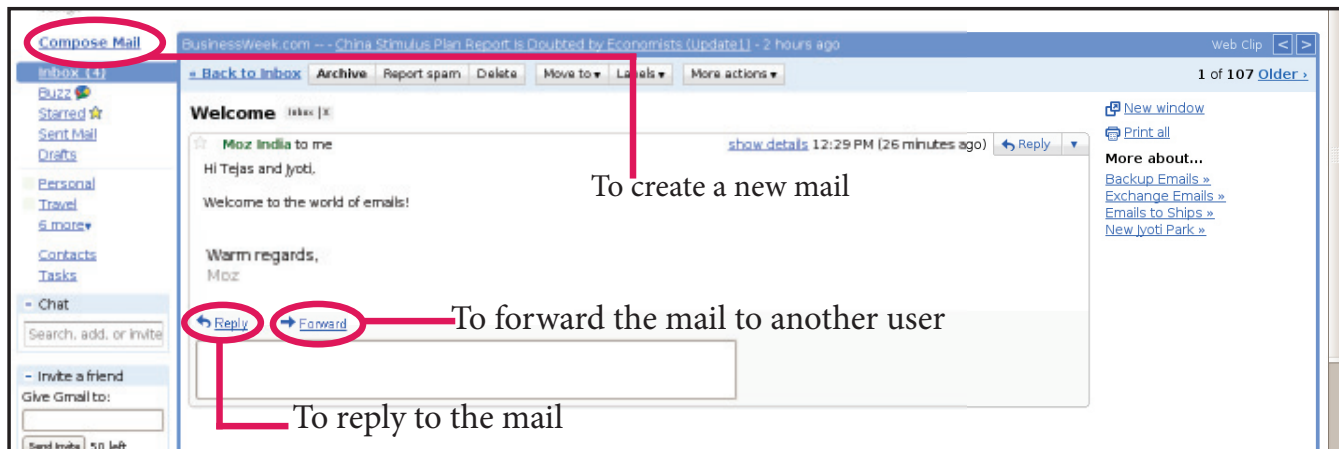 Compose Mail
BusinessWeek.com -- - China Stimulus Plan Report is Doubted by Economists (Update1) - 2 hours ago
Web Clip < >
Inbox (4)
« Back to Inbox Archive Report spam Delete Move to ▾ Labels ▾ More actions ▾
1 of 107 Older ›
Buzz
Starred
Sent Mail
Drafts
Personal
Travel
6 more▾
Contacts
Tasks
- Chat
Search, add, or invite
- Invite a friend
Give Gmail to:
Send Invite 50 left
Welcome Inbox | X
Moz India to me
show details 12:29 PM (26 minutes ago) Reply ▾
Hi Tejas and Jyoti,
Welcome to the world of emails!
To create a new mail
Warm regards,
Moz
Reply Forward
To forward the mail to another user
To reply to the mail
New window
Print all
More about...
Backup Emails »
Exchange Emails »
Emails to Ships »
New Jyoti Park »